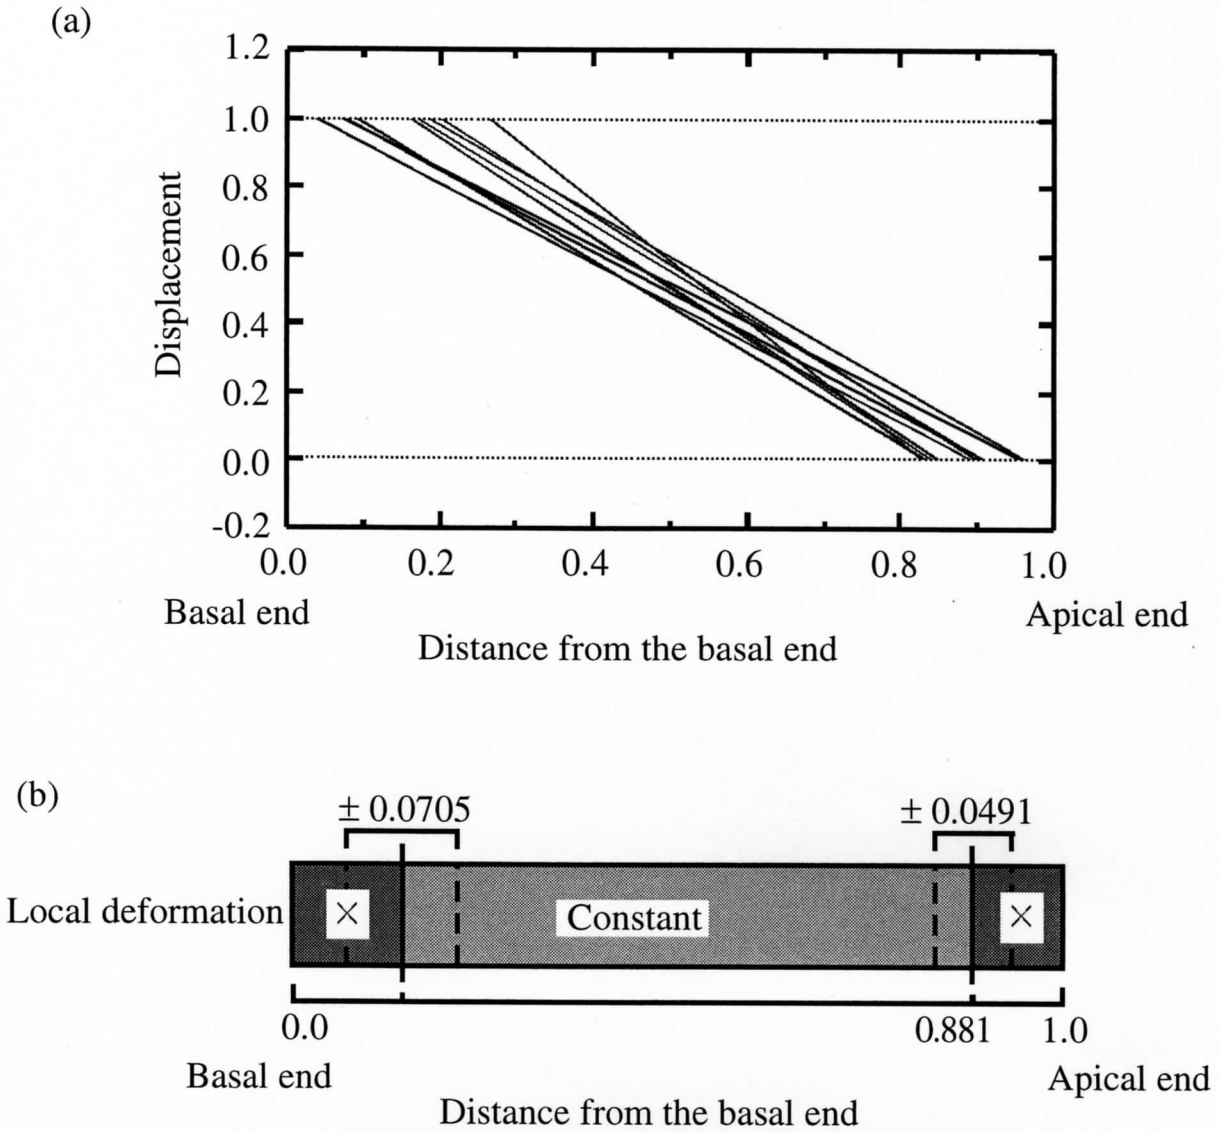 (a)
1.2
1.0
0.8
0.6
0.4
0.2
0.0
-0.2
Displacement
0.0 0.2 0.4 0.6 0.8 1.0
Basal end Apical end
Distance from the basal end
(b)
± 0.0705 ± 0.0491
Local deformation × Constant ×
0.0 0.881 1.0
Basal end Apical end
Distance from the basal end